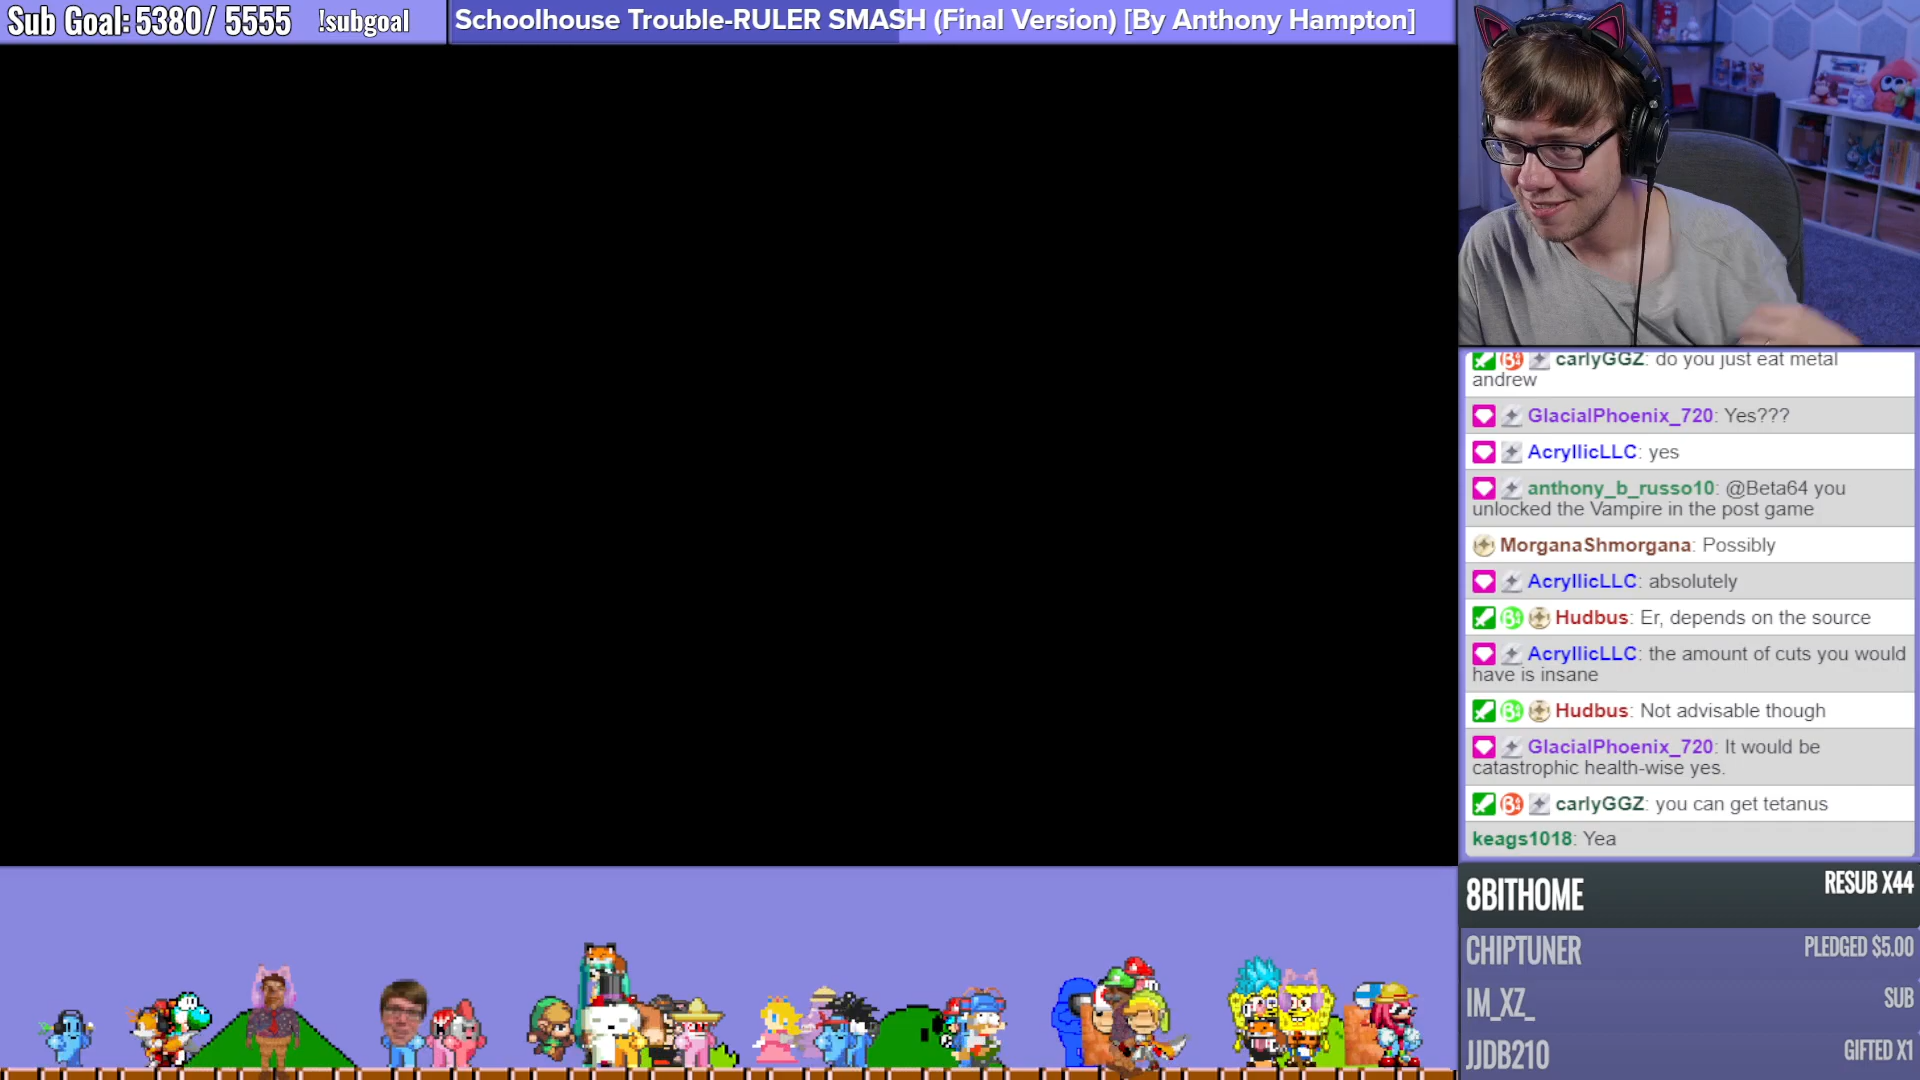 Sub Goal: 5380/ 5555 !subgoal
Schoolhouse Trouble-RULER SMASH (Final Version) [By Anthony Hampton]
carlyGGZ: do you just eat metal
andrew
GlacialPhoenix_720: Yes???
AcryllicLLC: yes
anthony_b_russo10: @Beta64 you
unlocked the Vampire in the post game
MorganaShmorgana: Possibly
AcryllicLLC: absolutely
Hudbus: Er, depends on the source
AcryllicLLC: the amount of cuts you would
have is insane
Hudbus: Not advisable though
GlacialPhoenix_720: It would be
catastrophic health-wise yes.
carlyGGZ: you can get tetanus
keags1018: Yea
8BITHOME RESUB X44
CHIPTUNER PLEDGED $5.00
IM_XZ_ SUB
JJDB210 GIFTED X1